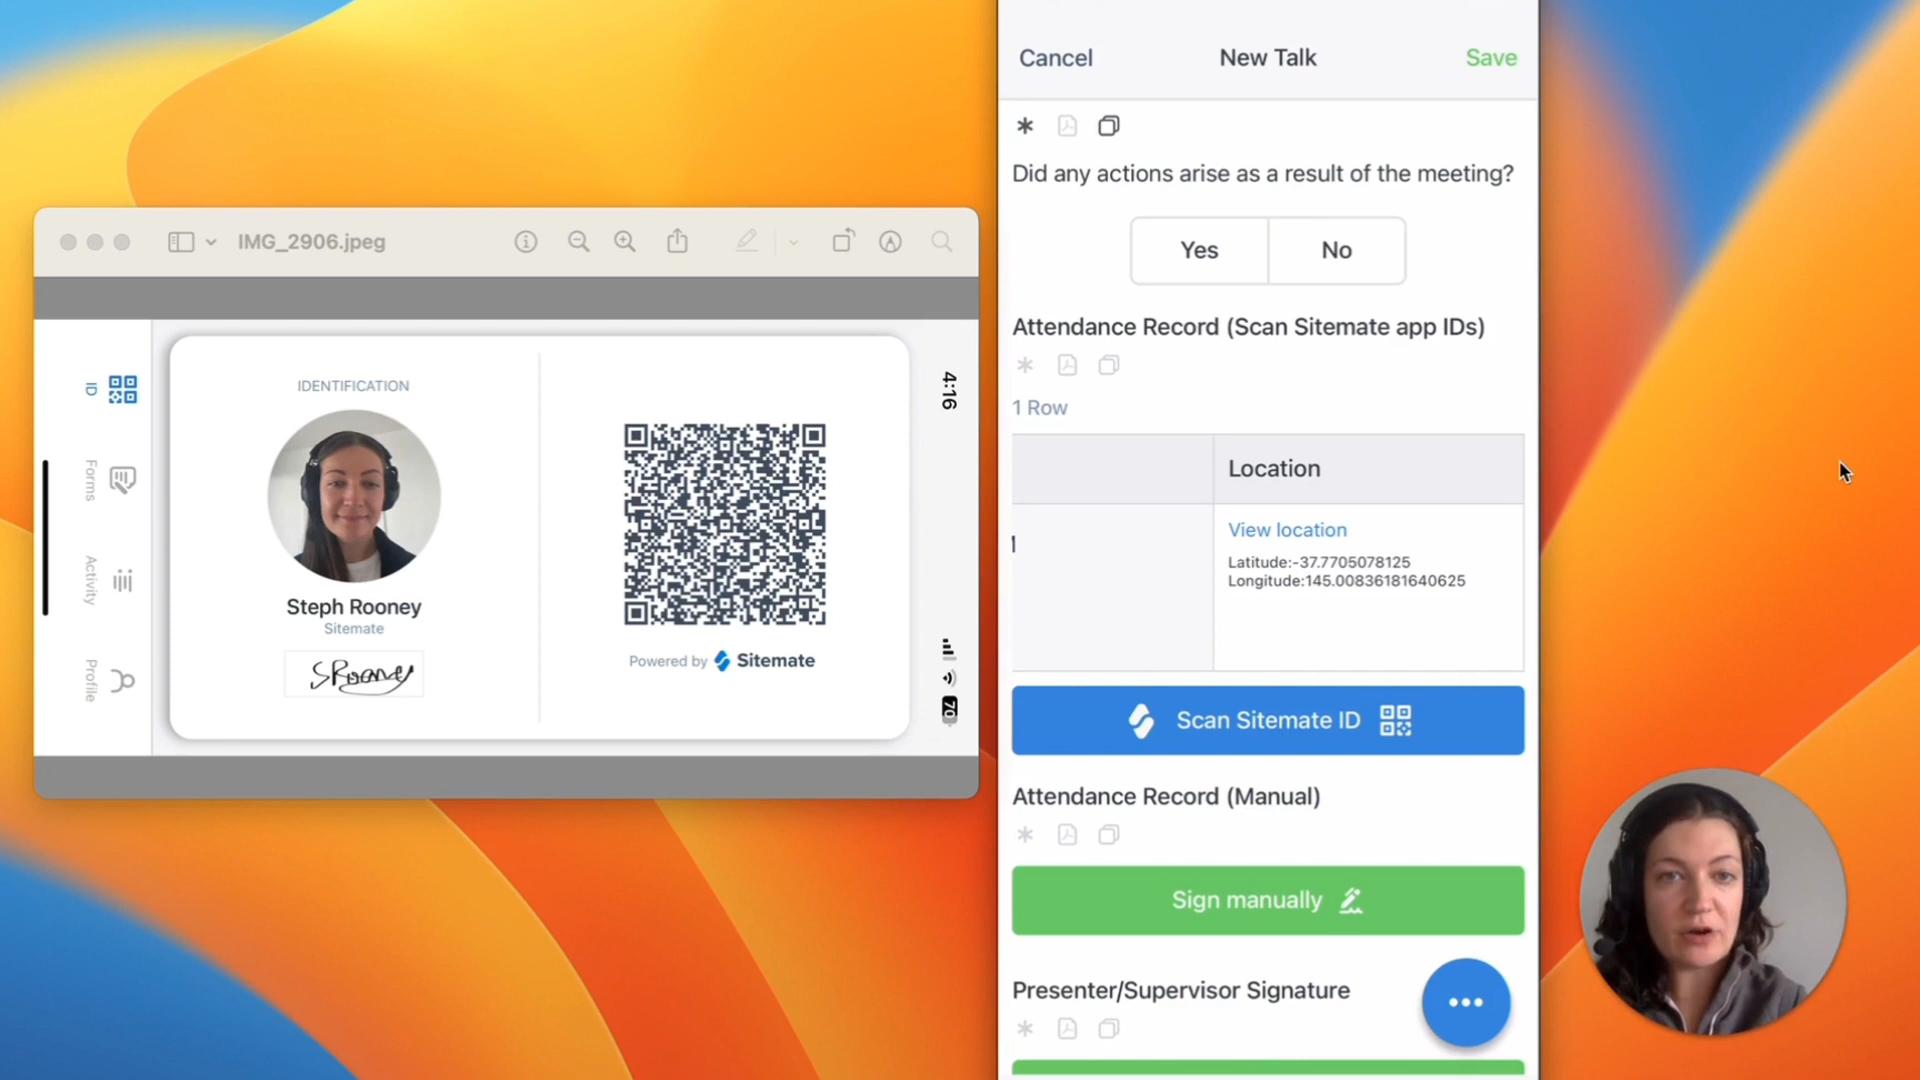 IMG_2906.jpeg
ID
Forms
Activity
Profile
IDENTIFICATION
Steph Rooney
Sitemate
SRooney
Powered by Sitemate
4:16
70
Cancel New Talk Save
Did any actions arise as a result of the meeting?
Yes No
Attendance Record (Scan Sitemate app IDs)
1 Row
Location
View location
Latitude:-37.7705078125
Longitude:145.00836181640625
Scan Sitemate ID
Attendance Record (Manual)
Sign manually
Presenter/Supervisor Signature